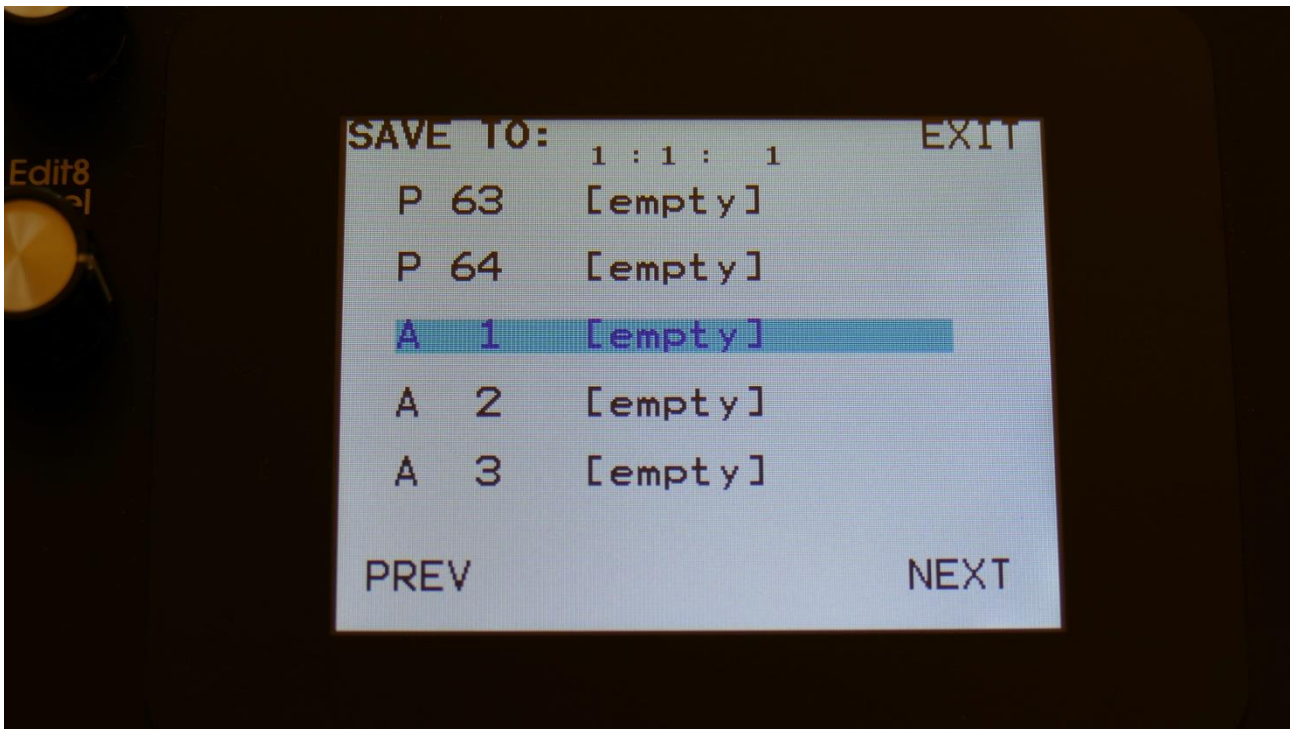 SAVE TO: EXIT
1 : 1 : 1
P 63 [empty]
P 64 [empty]
A 1 [empty]
A 2 [empty]
A 3 [empty]
PREV NEXT
Edit8